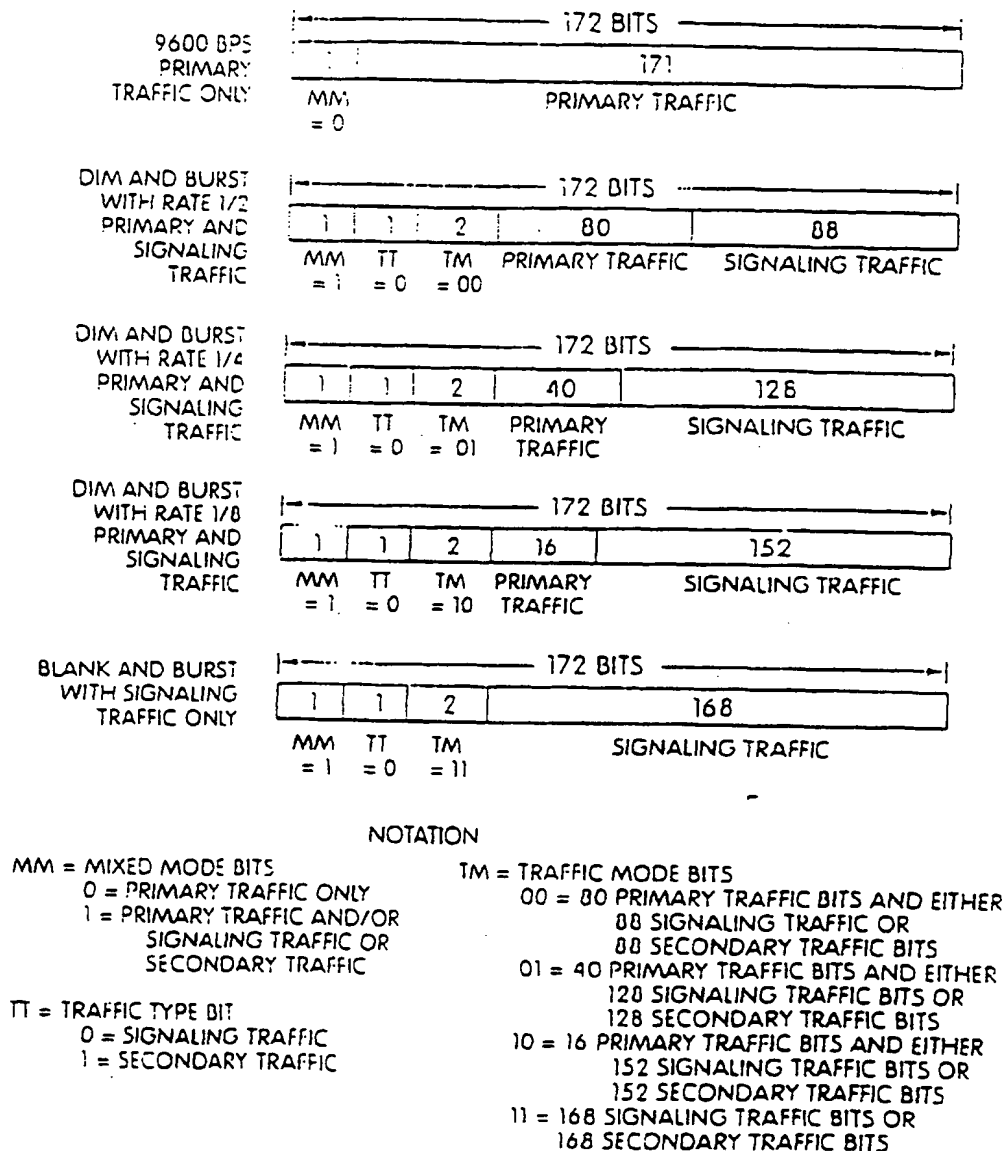 172 BITS
9600 BPS
PRIMARY
TRAFFIC ONLY
1 171
MM
= 0
PRIMARY TRAFFIC
DIM AND BURST
WITH RATE 1/2
PRIMARY AND
SIGNALING
TRAFFIC
172 BITS
1 1 2 80 88
MM TT TM PRIMARY TRAFFIC SIGNALING TRAFFIC
= 1 = 0 = 00
DIM AND BURST
WITH RATE 1/4
PRIMARY AND
SIGNALING
TRAFFIC
172 BITS
1 1 2 40 128
MM TT TM PRIMARY SIGNALING TRAFFIC
= 1 = 0 = 01 TRAFFIC
DIM AND BURST
WITH RATE 1/8
PRIMARY AND
SIGNALING
TRAFFIC
172 BITS
1 1 2 16 152
MM TT TM PRIMARY SIGNALING TRAFFIC
= 1 = 0 = 10 TRAFFIC
BLANK AND BURST
WITH SIGNALING
TRAFFIC ONLY
172 BITS
1 1 2 168
MM TT TM SIGNALING TRAFFIC
= 1 = 0 = 11
NOTATION
MM = MIXED MODE BITS
0 = PRIMARY TRAFFIC ONLY
1 = PRIMARY TRAFFIC AND/OR
SIGNALING TRAFFIC OR
SECONDARY TRAFFIC
TT = TRAFFIC TYPE BIT
0 = SIGNALING TRAFFIC
1 = SECONDARY TRAFFIC
TM = TRAFFIC MODE BITS
00 = 80 PRIMARY TRAFFIC BITS AND EITHER
88 SIGNALING TRAFFIC OR
88 SECONDARY TRAFFIC BITS
01 = 40 PRIMARY TRAFFIC BITS AND EITHER
128 SIGNALING TRAFFIC BITS OR
128 SECONDARY TRAFFIC BITS
10 = 16 PRIMARY TRAFFIC BITS AND EITHER
152 SIGNALING TRAFFIC BITS OR
152 SECONDARY TRAFFIC BITS
11 = 168 SIGNALING TRAFFIC BITS OR
168 SECONDARY TRAFFIC BITS